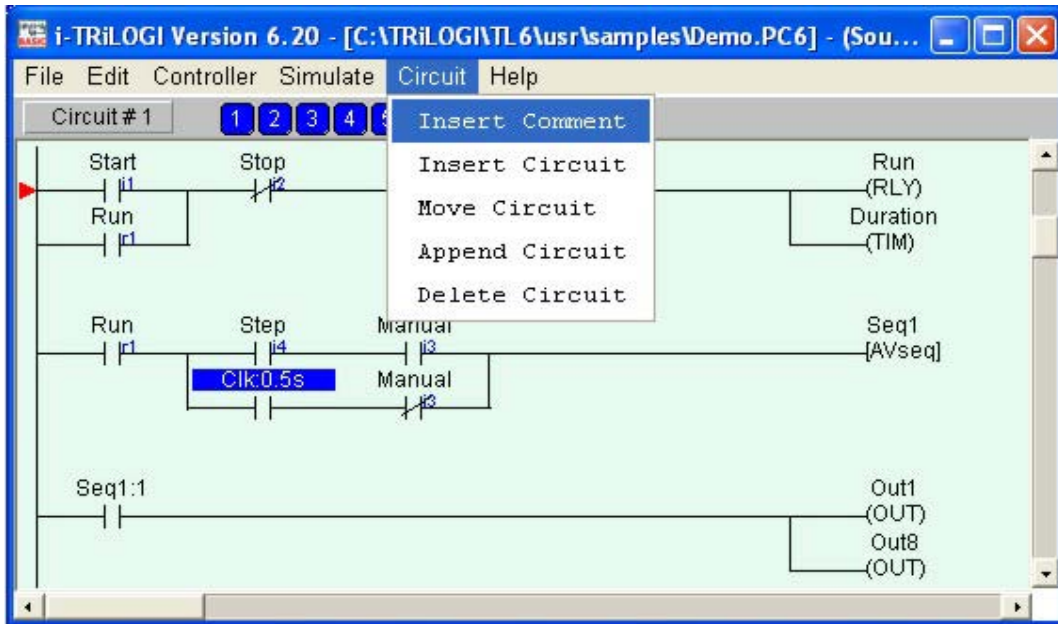 i-TRiLOGI Version 6.20 - [C:\TRiLOGI\TL6\usr\samples\Demo.PC6] - (Sou...
File Edit Controller Simulate Circuit Help
Circuit # 1 1 2 3 4
Insert Comment
Insert Circuit
Move Circuit
Append Circuit
Delete Circuit
Start Stop Run
i1 i2 (RLY)
Run Duration
r1 (TIM)
Run Step Manual Seq1
r1 i4 i3 [AVseq]
Clk:0.5s Manual
i3
Seq1:1 Out1
(OUT)
Out8
(OUT)